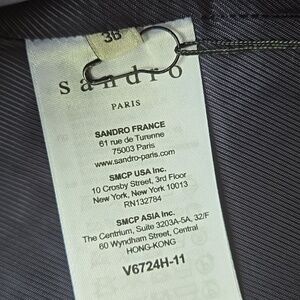 36
sandro
PARIS
SANDRO FRANCE
61 rue de Turenne
75003 Paris
www.sandro-paris.com
SMCP USA Inc.
10 Crosby Street, 3rd Floor
New York, New York 10013
RN132784
SMCP ASIA Inc.
The Centrium, Suite 3203A-5A, 32/F
60 Wyndham Street, Central
HONG-KONG
V6724H-11